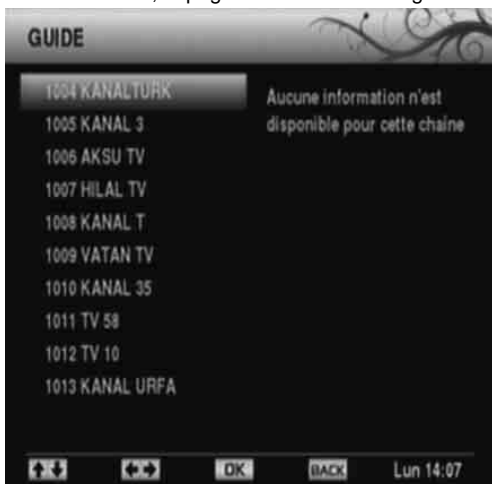 GUIDE
1004 KANALTURK
1005 KANAL 3
1006 AKSU TV
1007 HILAL TV
1008 KANAL T
1009 VATAN TV
1010 KANAL 35
1011 TV 58
1012 TV 10
1013 KANAL URFA
Aucune information n'est
disponible pour cette chaine
OK BACK Lun 14:07